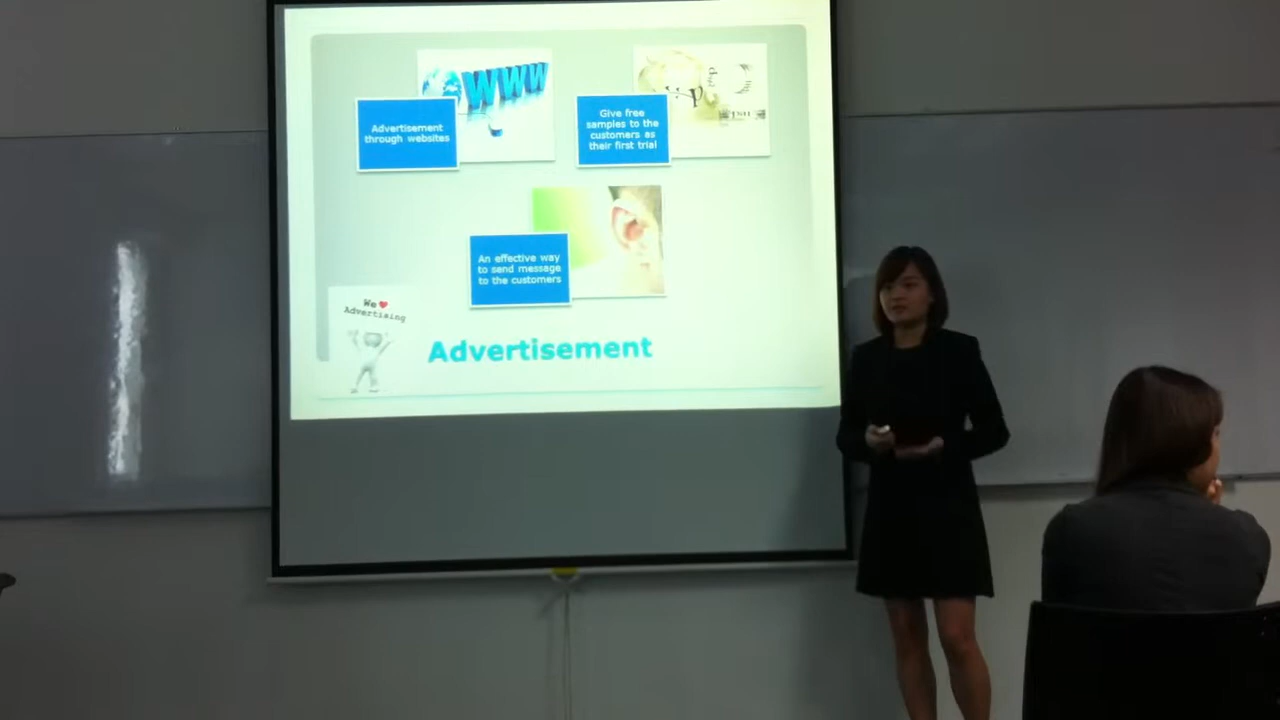 WWW
Advertisement
through websites
Give free
samples to the
customers as
their first trial
An effective way
to send message
to the customers
We
Advertising
Advertisement